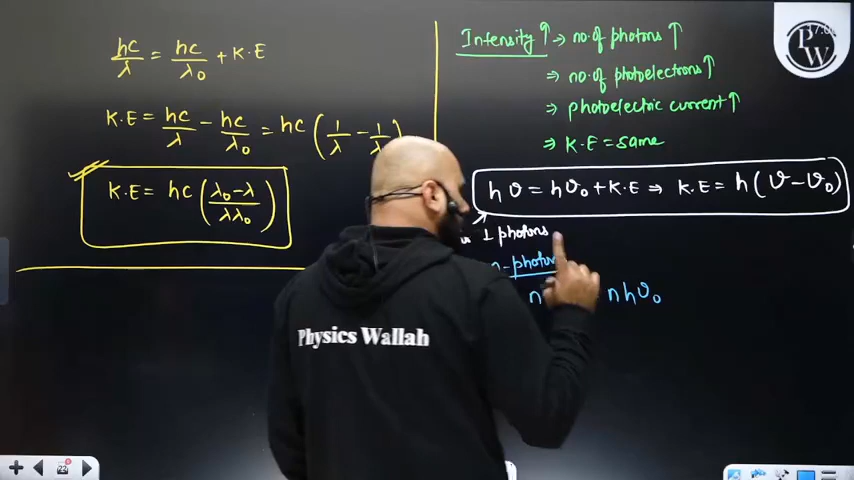 hc/λ = hc/λ₀ + K.E
K.E = hc/λ - hc/λ₀ = hc (1/λ - 1/λ
K.E = hc (λ₀-λ/λλ₀)
Intensity ↑ → no. of photons ↑
⇒ no. of photoelectrons ↑
⇒ photoelectric current ↑
⇒ K.E = same
hυ = hυ₀ + K.E ⇒ K.E = h(υ-υ₀)
1 photons
n-photon
n nhυ₀
Physics Wallah
PW